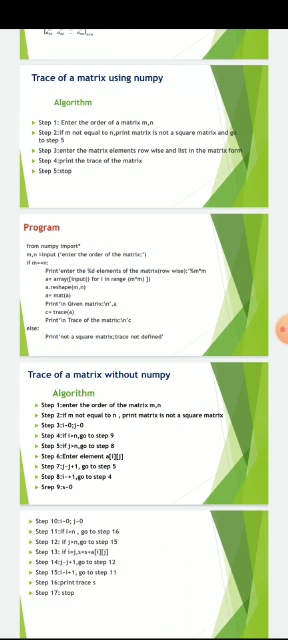 Trace of a matrix using numpy
Algorithm
Step 1: Enter the order of a matrix m,n
Step 2:if m not equal to n,print matrix is not a square matrix and go
to step 5
Step 3:enter the matrix elements row wise and list in the matrix form
Step 4:print the trace of the matrix
Step 5:stop
Program
from numpy import*
m,n =input ('enter the order of the matrix:')
if m==n:
Print'enter the %d elements of the matrix(row wise):'%m*m
a= array([input() for i in range (m*m) ])
a.reshape(m,n)
a= mat(a)
Print'\n Given matrix:\n',a
c= trace(a)
Print'\n Trace of the matrix:\n'c
else:
Print'not a square matrix;trace not defined'
Trace of a matrix without numpy
Algorithm
Step 1:enter the order of the matrix m,n
Step 2:if m not equal to n , print matrix is not a square matrix
Step 3:i=0;j=0
Step 4:if i=n,go to step 9
Step 5:if j=n,go to step 8
Step 6:Enter element a[i][j]
Step 7:j=j+1, go to step 5
Step 8:i=+1,go to step 4
Srep 9:s=0
Step 10:i=0; j=0
Step 11:if i=n , go to step 16
Step 12: if j=n,go to step 15
Step 13: if i=j,s=s+a[i][j]
Step 14:j=j+1,go to step 12
Step 15:i=i+1, go to step 11
Step 16:print trace s
Step 17: stop